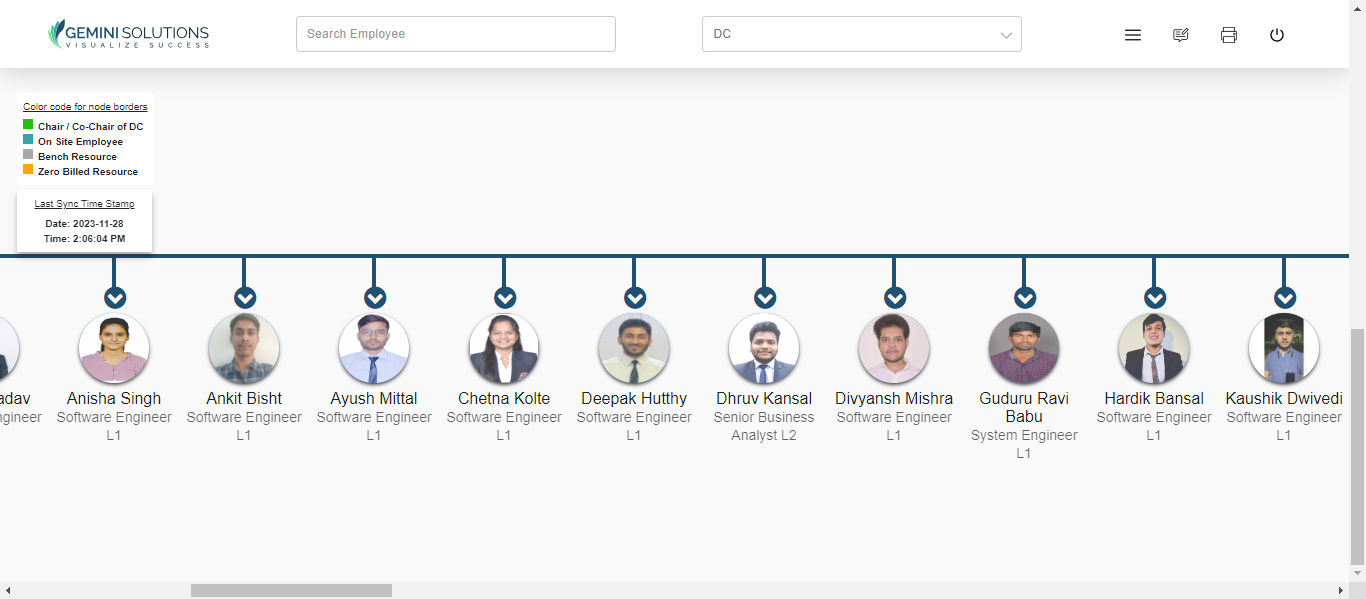 GEMINI SOLUTIONS
VISUALIZE SUCCESS
Search Employee
DC
Color code for node borders
Chair / Co-Chair of DC
On Site Employee
Bench Resource
Zero Billed Resource
Last Sync Time Stamp
Date: 2023-11-28
Time: 2:06:04 PM
adav
ngineer
Anisha Singh
Software Engineer
L1
Ankit Bisht
Software Engineer
L1
Ayush Mittal
Software Engineer
L1
Chetna Kolte
Software Engineer
L1
Deepak Hutthy
Software Engineer
L1
Dhruv Kansal
Senior Business
Analyst L2
Divyansh Mishra
Software Engineer
L1
Guduru Ravi
Babu
System Engineer
L1
Hardik Bansal
Software Engineer
L1
Kaushik Dwivedi
Software Engineer
L1